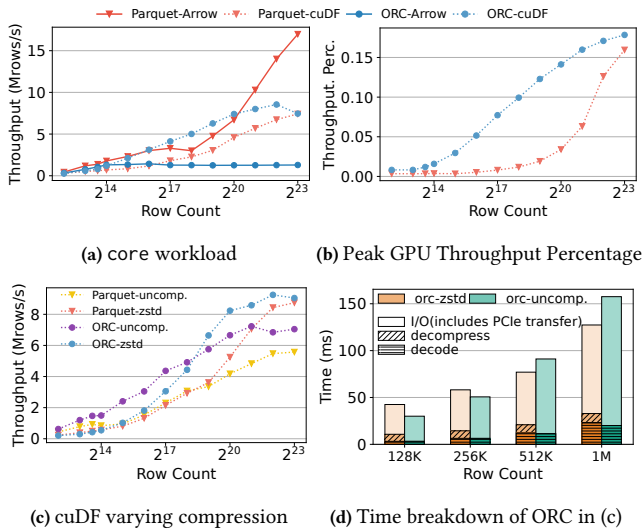 Parquet-Arrow Parquet-cuDF ORC-Arrow ORC-cuDF
Throughput (Mrows/s)
15
10
5
0
2^14 2^17 2^20 2^23
Row Count
(a) core workload
Throughput. Perc.
0.15
0.10
0.05
0.00
2^14 2^17 2^20 2^23
Row Count
(b) Peak GPU Throughput Percentage
Throughput (Mrows/s)
8
6
4
2
0
Parquet-uncomp.
Parquet-zstd
ORC-uncomp.
ORC-zstd
2^14 2^17 2^20 2^23
Row Count
(c) cuDF varying compression
Time (ms)
150
100
50
0
orc-zstd orc-uncomp.
I/O(includes PCIe transfer)
decompress
decode
128K 256K 512K 1M
Row Count
(d) Time breakdown of ORC in (c)